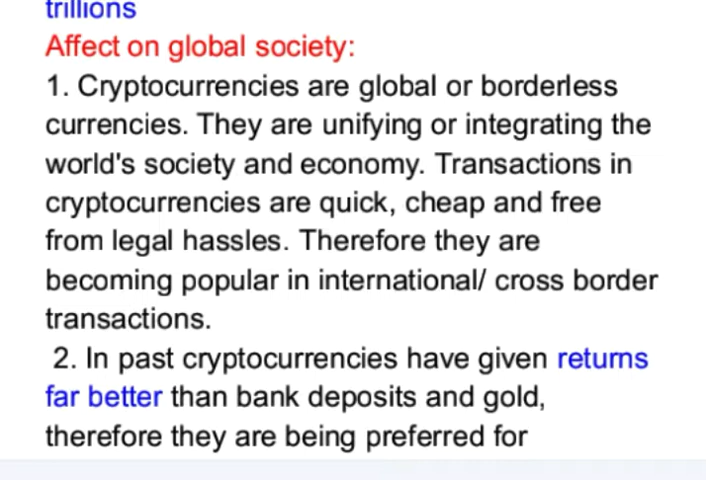 trillions
Affect on global society:
1. Cryptocurrencies are global or borderless
currencies. They are unifying or integrating the
world's society and economy. Transactions in
cryptocurrencies are quick, cheap and free
from legal hassles. Therefore they are
becoming popular in international/ cross border
transactions.
2. In past cryptocurrencies have given returns
far better than bank deposits and gold,
therefore they are being preferred for